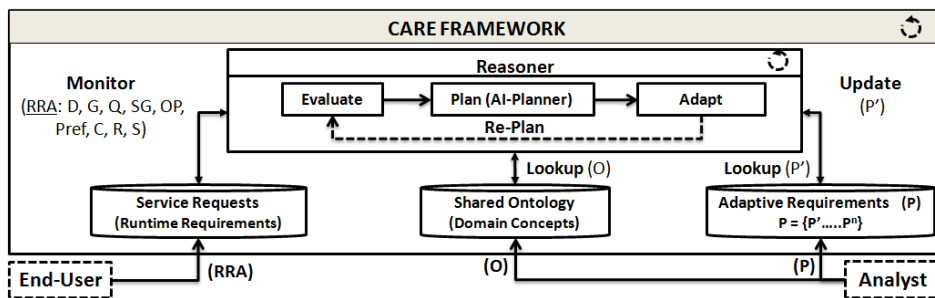 CARE FRAMEWORK
Reasoner
Monitor
(RRA: D, G, Q, SG, OP,
Pref, C, R, S)
Evaluate
Plan (AI-Planner)
Adapt
Re-Plan
Update
(P’)
Lookup (O)
Lookup (P’)
Service Requests
(Runtime Requirements)
Shared Ontology
(Domain Concepts)
Adaptive Requirements (P)
P = {P’…..Pⁿ}
End-User
(RRA)
(O)
(P)
Analyst